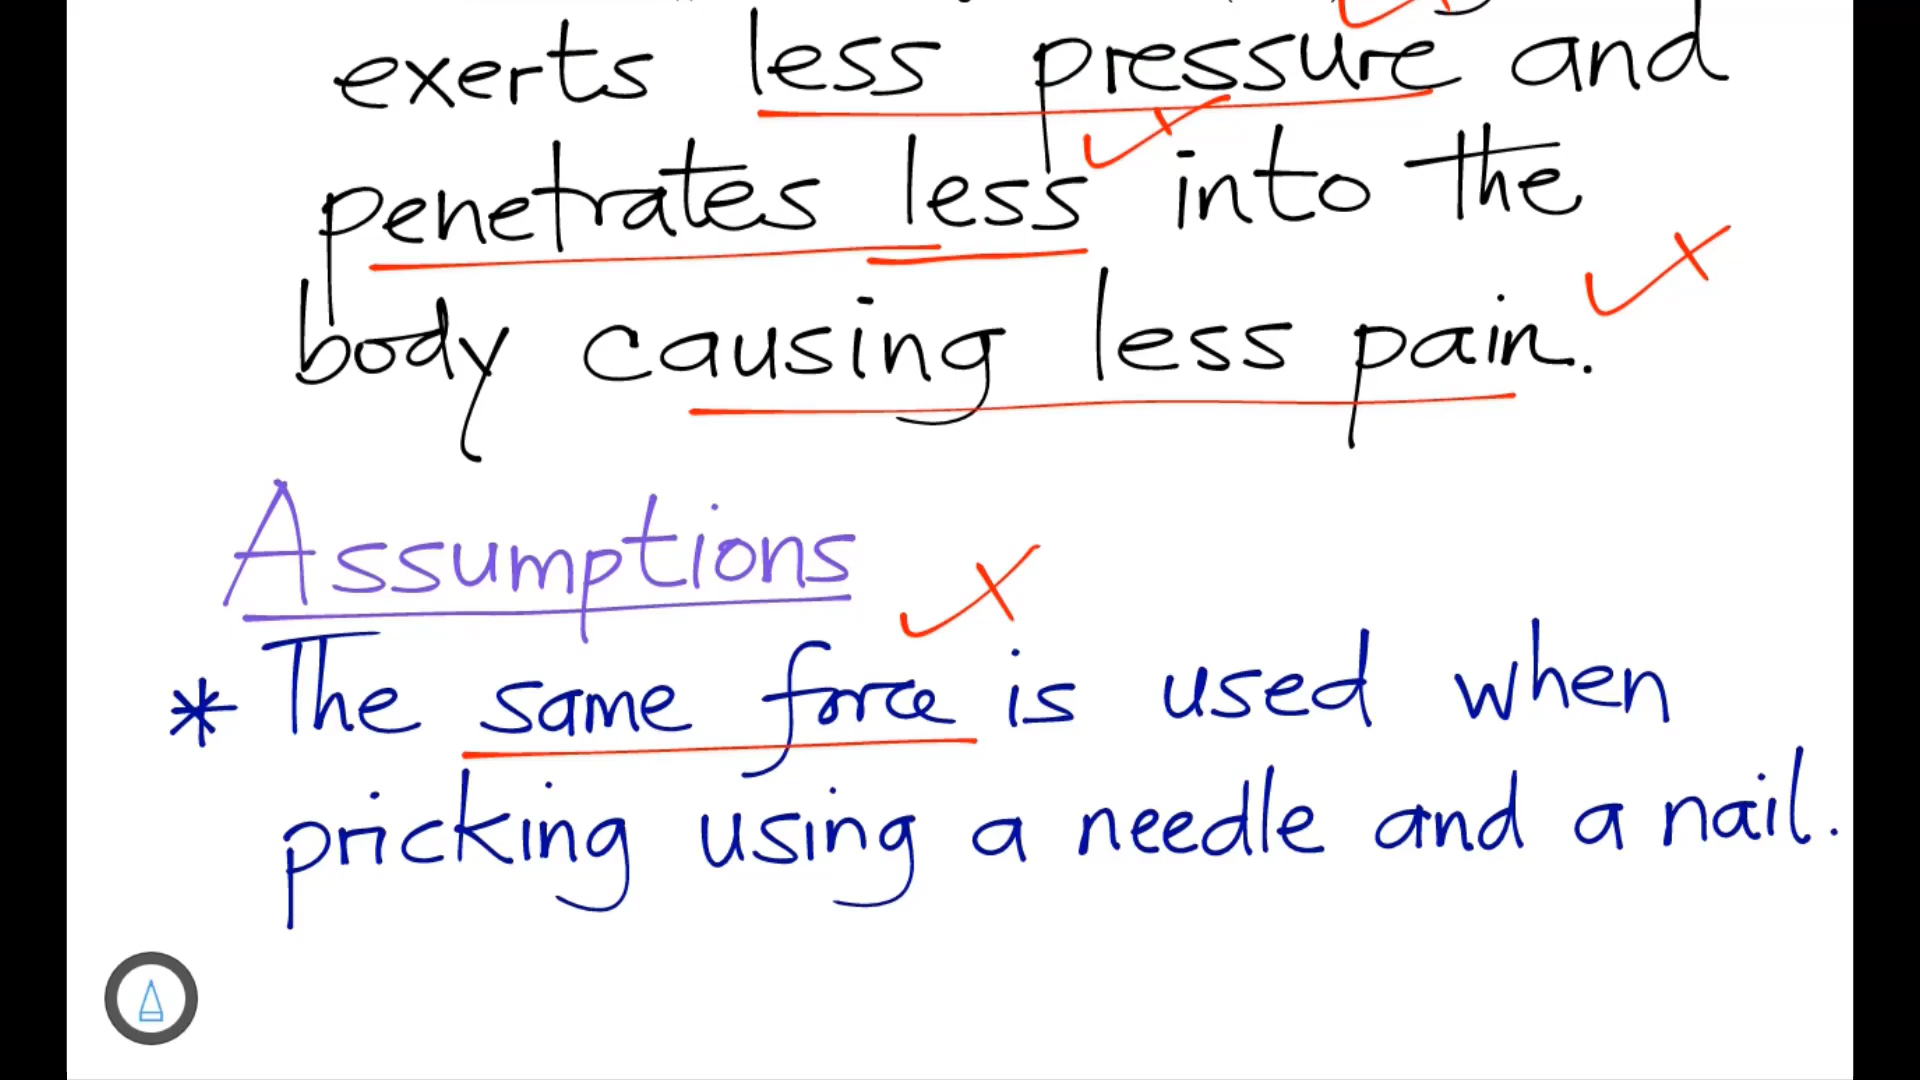 exerts less pressure and
penetrates less into the
body causing less pain.
Assumptions
* The same force is used when
pricking using a needle and a nail.